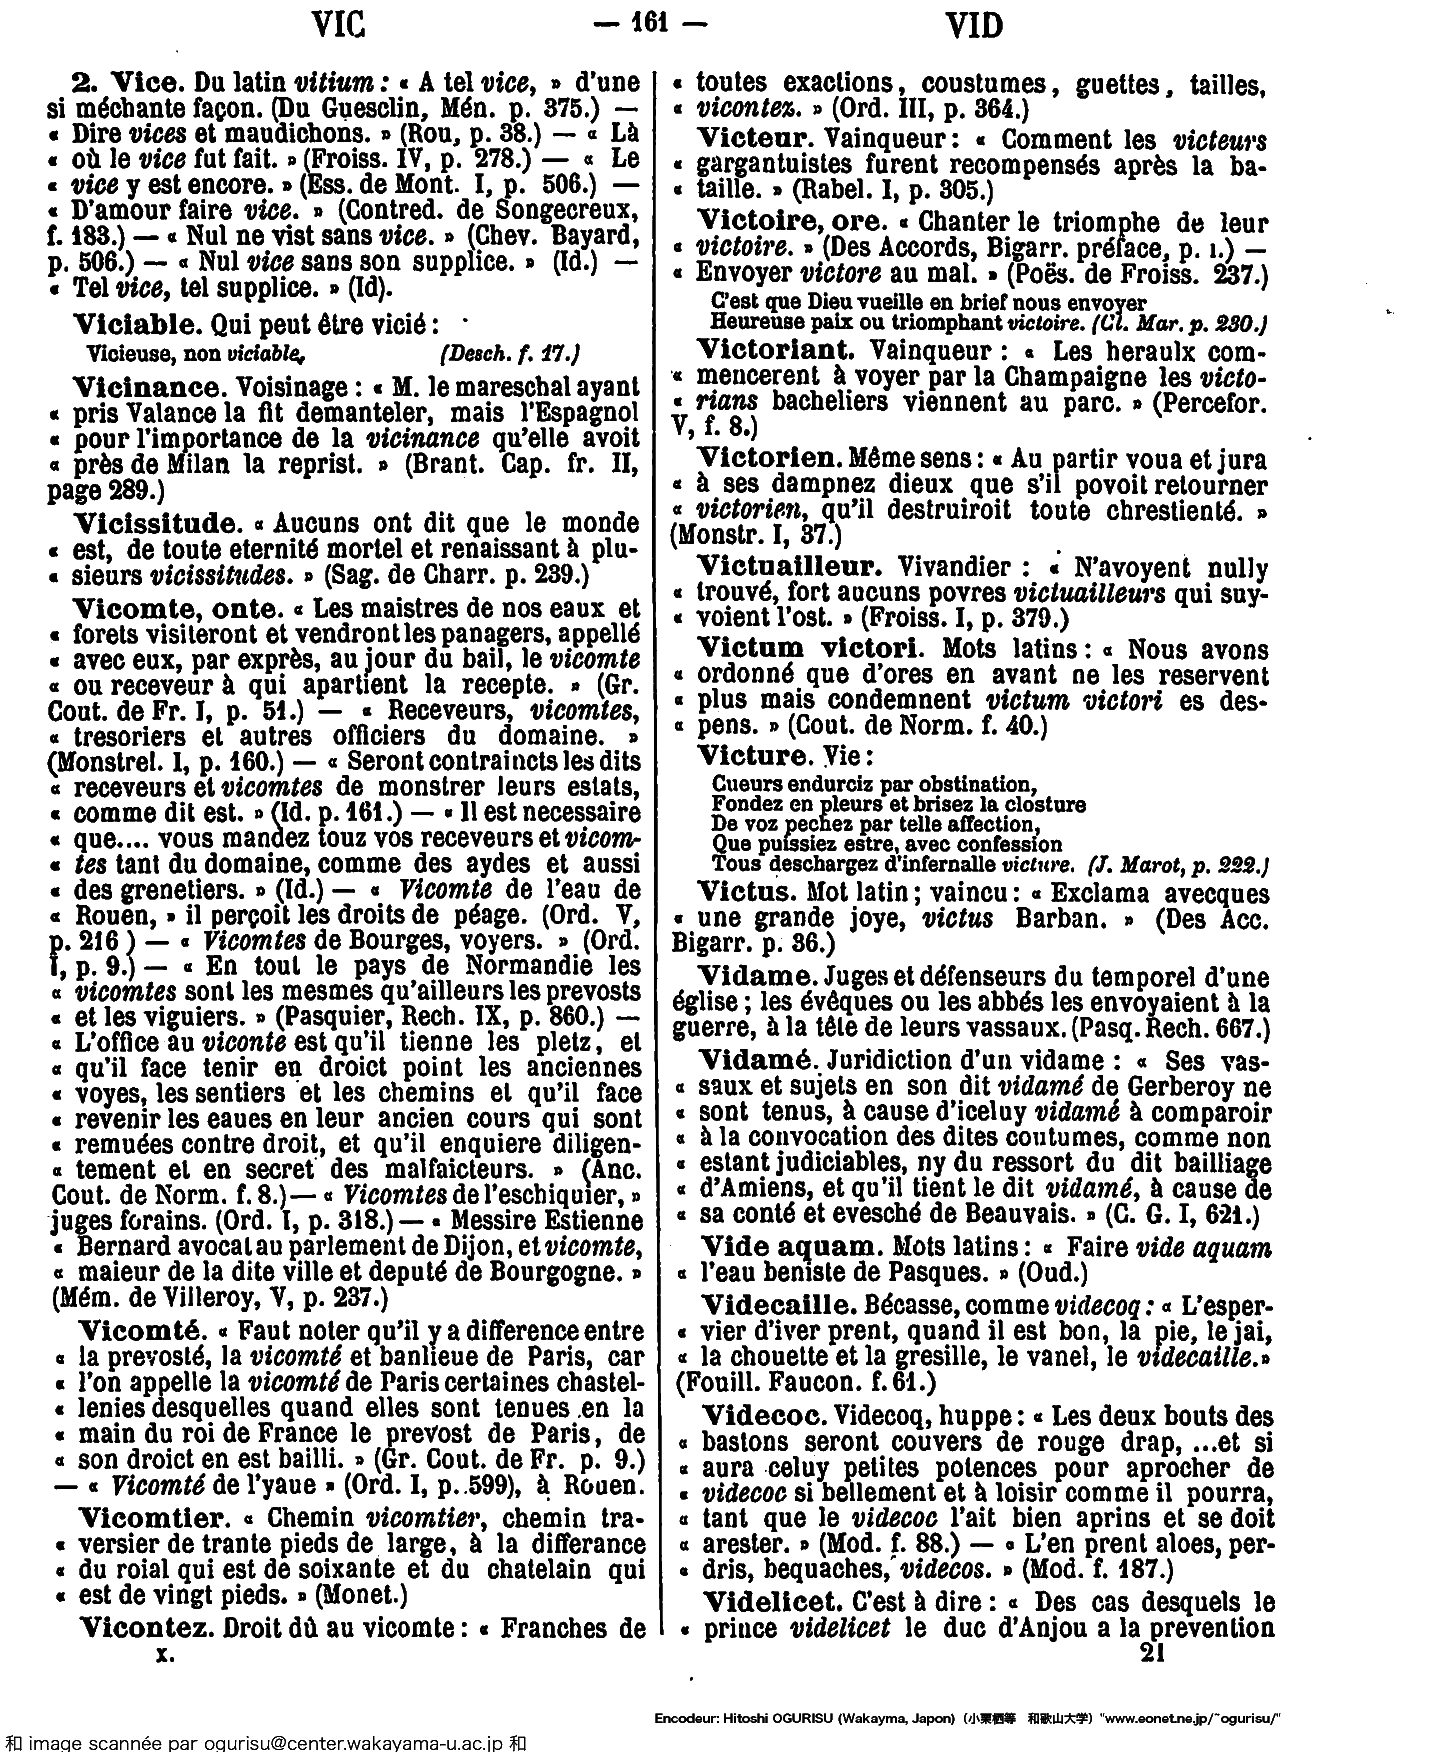 VIC — 161 — VID
2. Vice. Du latin vitium : « A tel vice, » d'une
si méchante façon. (Du Guesclin, Mén. p. 375.) —
« Dire vices et maudichons. » (Rou, p. 38.) — « Là
« où le vice fut fait. » (Froiss. IV, p. 278.) — « Le
« vice y est encore. » (Ess. de Mont. I, p. 506.) —
« D'amour faire vice. » (Contred. de Songecreux,
f. 183.) — « Nul ne vist sans vice. » (Chev. Bayard,
p. 506.) — « Nul vice sans son supplice. » (Id.) —
« Tel vice, tel supplice. » (Id).
Viciable. Qui peut être vicié :
Vicieuse, non viciable, (Desch. f. 17.)
Vicinance. Voisinage : « M. le mareschal ayant
« pris Valance la fit demanteler, mais l'Espagnol
« pour l'importance de la vicinance qu'elle avoit
« près de Milan la reprist. » (Brant. Cap. fr. II,
page 289.)
Vicissitude. « Aucuns ont dit que le monde
« est, de toute eternité mortel et renaissant à plu-
« sieurs vicissitudes. » (Sag. de Charr. p. 239.)
Vicomte, onte. « Les maistres de nos eaux et
« forets visiteront et vendront les panagers, appellé
« avec eux, par exprès, au jour du bail, le vicomte
« ou receveur à qui apartient la recepte. » (Gr.
Cout. de Fr. I, p. 51.) — « Receveurs, vicomtes,
« tresoriers et autres officiers du domaine. »
(Monstrel. I, p. 160.) — « Seront contraincts les dits
« receveurs et vicomtes de monstrer leurs estats,
« comme dit est. » (Id. p. 161.) — « Il est necessaire
« que.... vous mandez touz vos receveurs et vicom-
« tes tant du domaine, comme des aydes et aussi
« des grenetiers. » (Id.) — « Vicomte de l'eau de
« Rouen, » il perçoit les droits de péage. (Ord. V,
p. 216 ) — « Vicomtes de Bourges, voyers. » (Ord.
I, p. 9.) — « En tout le pays de Normandie les
« vicomtes sont les mesmes qu'ailleurs les prevosts
« et les viguiers. » (Pasquier, Rech. IX, p. 860.) —
« L'office au viconte est qu'il tienne les pletz, et
« qu'il face tenir en droict point les anciennes
« voyes, les sentiers et les chemins et qu'il face
« revenir les eaues en leur ancien cours qui sont
« remuées contre droit, et qu'il enquiere diligen-
« tement et en secret des malfaicteurs. » (Anc.
Cout. de Norm. f. 8.) — « Vicomtes de l'eschiquier, »
juges forains. (Ord. I, p. 318.) — « Messire Estienne
« Bernard avocat au parlement de Dijon, et vicomte,
« maieur de la dite ville et deputé de Bourgogne. »
(Mém. de Villeroy, V, p. 237.)
Vicomté. « Faut noter qu'il y a difference entre
« la prevosté, la vicomté et banlieue de Paris, car
« l'on appelle la vicomté de Paris certaines chastel-
« lenies desquelles quand elles sont tenues en la
« main du roi de France le prevost de Paris, de
« son droict en est bailli. » (Gr. Cout. de Fr. p. 9.)
— « Vicomté de l'yaue » (Ord. I, p. 599), à Rouen.
Vicomtier. « Chemin vicomtier, chemin tra-
« versier de trante pieds de large, à la differance
« du roial qui est de soixante et du chatelain qui
« est de vingt pieds. » (Monet.)
Vicontez. Droit dû au vicomte : « Franches de
x.
« toutes exactions, coustumes, guettes, tailles,
« vicontez. » (Ord. III, p. 364.)
Victeur. Vainqueur : « Comment les victeurs
« gargantuistes furent recompensés après la ba-
« taille. » (Rabel. I, p. 305.)
Victoire, ore. « Chanter le triomphe de leur
« victoire. » (Des Accords, Bigarr. préface, p. 1.) —
« Envoyer victore au mal. » (Poës. de Froiss. 237.)
C'est que Dieu vueille en brief nous envoyer
Heureuse paix ou triomphant victoire. (Cl. Mar. p. 230.)
Victoriant. Vainqueur : « Les heraulx com-
« mencerent à voyer par la Champaigne les victo-
« rians bacheliers viennent au parc. » (Percefor.
V, f. 8.)
Victorien. Même sens : « Au partir voua et jura
« à ses dampnez dieux que s'il povoit retourner
« victorien, qu'il destruiroit toute chrestienté. »
(Monstr. I, 37.)
Victuailleur. Vivandier : « N'avoyent nully
« trouvé, fort aucuns povres victuailleurs qui suy-
« voient l'ost. » (Froiss. I, p. 379.)
Victum victori. Mots latins : « Nous avons
« ordonné que d'ores en avant ne les reservent
« plus mais condemnent victum victori es des-
« pens. » (Cout. de Norm. f. 40.)
Victure. Vie :
Cueurs endurciz par obstination,
Fondez en pleurs et brisez la closture
De voz pechez par telle affection,
Que puissiez estre, avec confession
Tous deschargez d'infernalle victure. (J. Marot, p. 222.)
Victus. Mot latin ; vaincu : « Exclama avecques
« une grande joye, victus Barban. » (Des Acc.
Bigarr. p. 36.)
Vidame. Juges et défenseurs du temporel d'une
église ; les évêques ou les abbés les envoyaient à la
guerre, à la tête de leurs vassaux. (Pasq. Rech. 667.)
Vidamé. Juridiction d'un vidame : « Ses vas-
« saux et sujets en son dit vidamé de Gerberoy ne
« sont tenus, à cause d'iceluy vidamé à comparoir
« à la convocation des dites coutumes, comme non
« estant judiciables, ny du ressort du dit bailliage
« d'Amiens, et qu'il tient le dit vidamé, à cause de
« sa conté et evesché de Beauvais. » (C. G. I, 621.)
Vide aquam. Mots latins : « Faire vide aquam
« l'eau beniste de Pasques. » (Oud.)
Videcaille. Bécasse, comme videcoq : « L'esper-
« vier d'iver prent, quand il est bon, la pie, le jai,
« la chouette et la gresille, le vanel, le videcaille. »
(Fouill. Faucon. f. 61.)
Videcoc. Videcoq, huppe : « Les deux bouts des
« bastons seront couvers de rouge drap, ...et si
« aura celuy petites potences pour aprocher de
« videcoc si bellement et à loisir comme il pourra,
« tant que le videcoc l'ait bien aprins et se doit
« arester. » (Mod. f. 88.) — « L'en prent aloes, per-
« dris, bequaches, videcos. » (Mod. f. 187.)
Videlicet. C'est à dire : « Des cas desquels le
« prince videlicet le duc d'Anjou a la prevention
21
Encodeur: Hitoshi OGURISU (Wakayma, Japon) (小栗栖等 和歌山大学) "www.eonet.ne.jp/~ogurisu/"
和 image scannée par ogurisu@center.wakayama-u.ac.jp 和